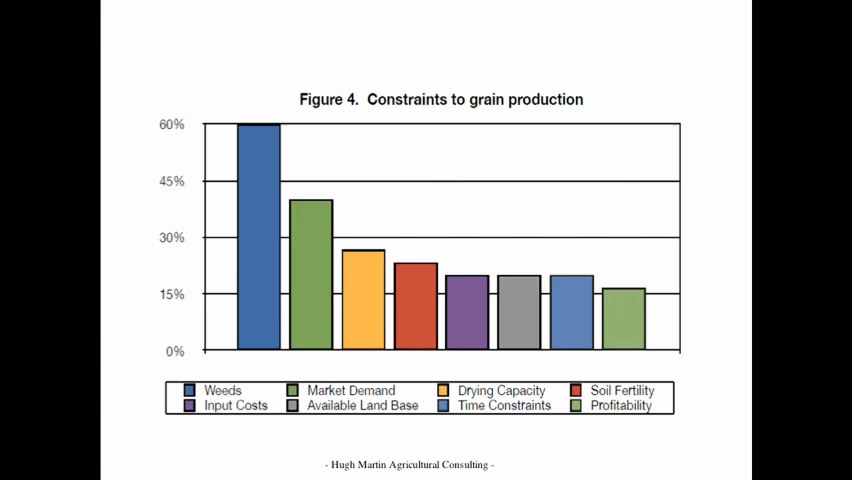 Figure 4. Constraints to grain production
60%
45%
30%
15%
0%
Weeds Market Demand Drying Capacity Soil Fertility
Input Costs Available Land Base Time Constraints Profitability
- Hugh Martin Agricultural Consulting -